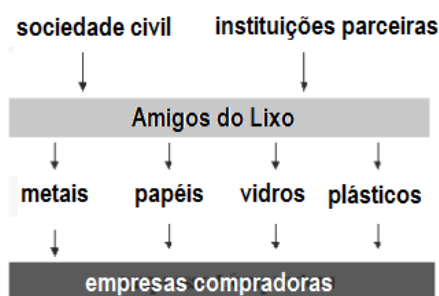 sociedade civil instituições parceiras
Amigos do Lixo
metais papéis vidros plásticos
empresas compradoras